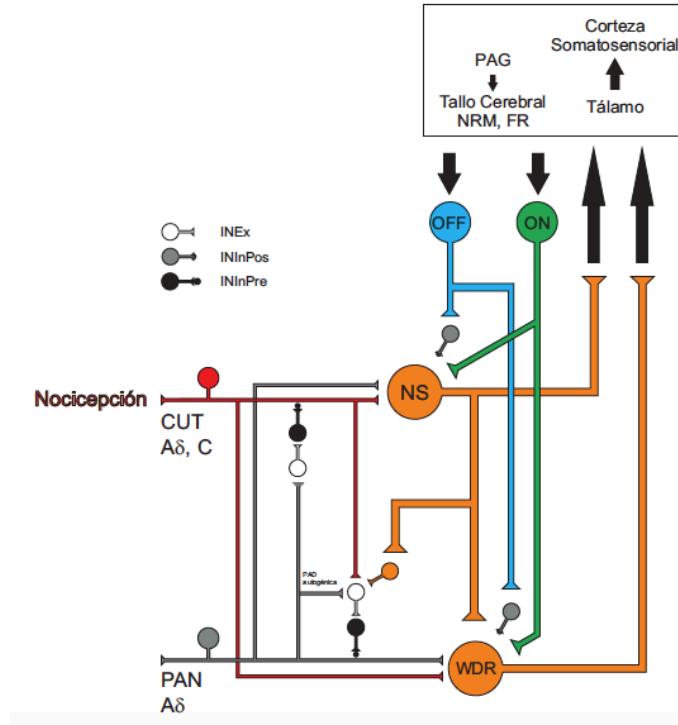 Corteza
Somatosensorial
PAG
Tallo Cerebral
NRM, FR
Tálamo
OFF
ON
INEx
INInPos
INInPre
NS
Nocicepción
CUT
Aδ, C
PAD
autogénica
WDR
PAN
Aδ